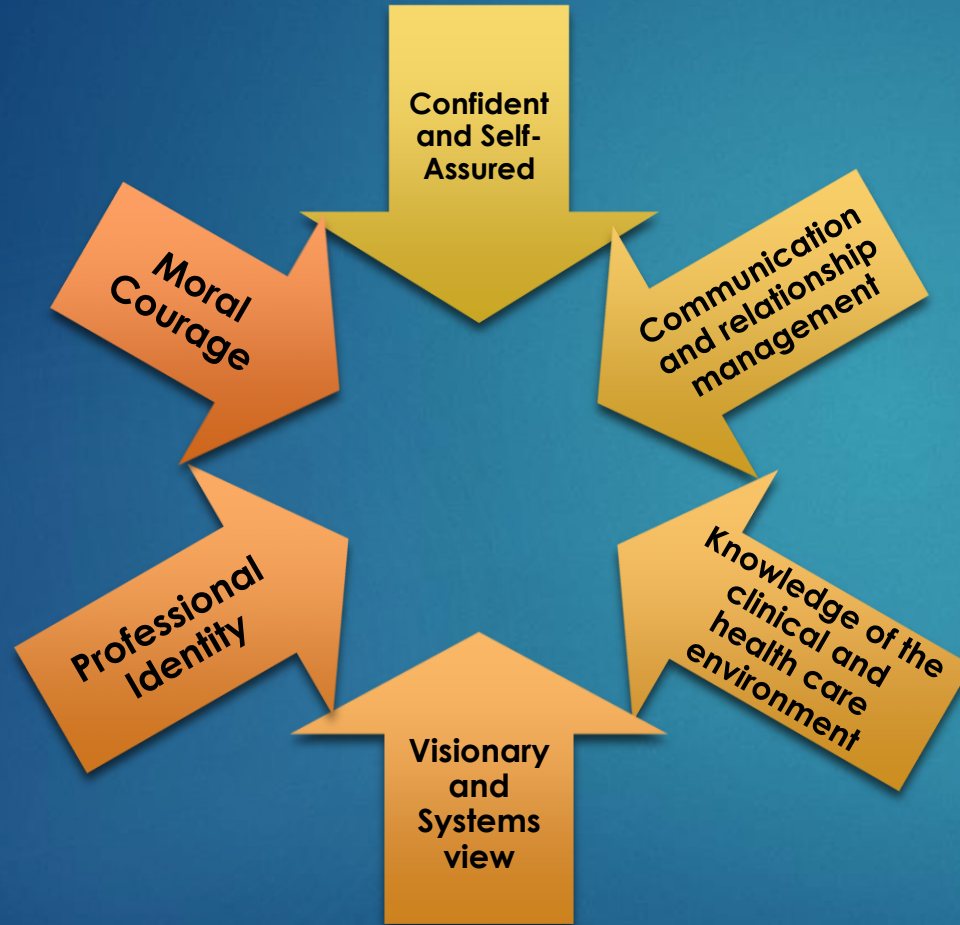 Confident
and Self-
Assured
Communication
and relationship
management
Knowledge of the
clinical and
health care
environment
Visionary
and
Systems
view
Professional
Identity
Moral
Courage